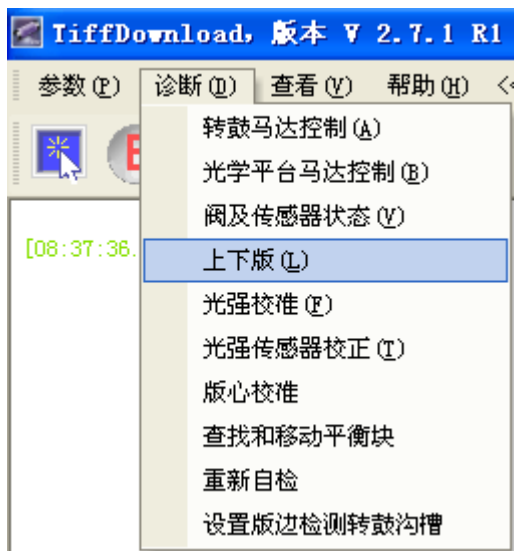 TiffDownload, 版本 V 2.7.1 R1
参数(P) 诊断(D) 查看(V) 帮助(H)
转鼓马达控制(A)
光学平台马达控制(B)
阀及传感器状态(V)
[08:37:36.
上下版(L)
光强校准(F)
光强传感器校正(T)
版心校准
查找和移动平衡块
重新自检
设置版边检测转鼓沟槽